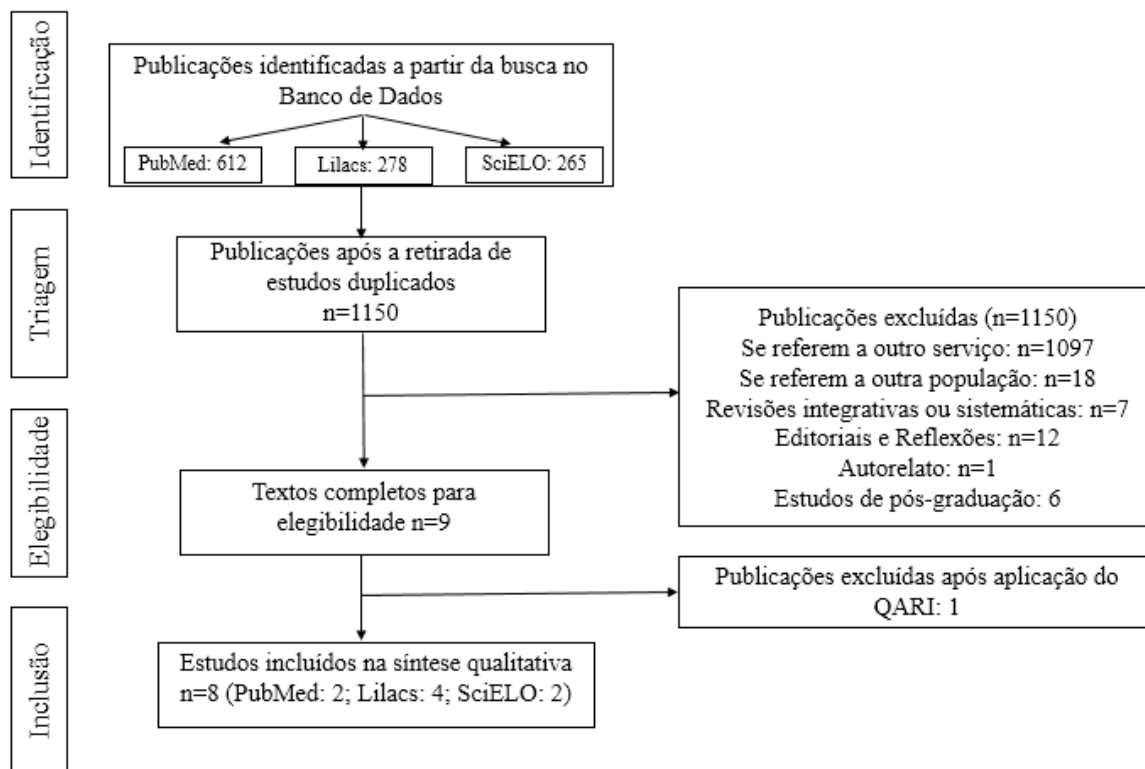 Identificação
Publicações identificadas a partir da busca no
Banco de Dados
PubMed: 612
Lilacs: 278
SciELO: 265
Triagem
Publicações após a retirada de
estudos duplicados
n=1150
Publicações excluídas (n=1150)
Se referem a outro serviço: n=1097
Se referem a outra população: n=18
Revisões integrativas ou sistemáticas: n=7
Editoriais e Reflexões: n=12
Autorelato: n=1
Estudos de pós-graduação: 6
Elegibilidade
Textos completos para
elegibilidade n=9
Publicações excluídas após aplicação do
QARI: 1
Inclusão
Estudos incluídos na síntese qualitativa
n=8 (PubMed: 2; Lilacs: 4; SciELO: 2)